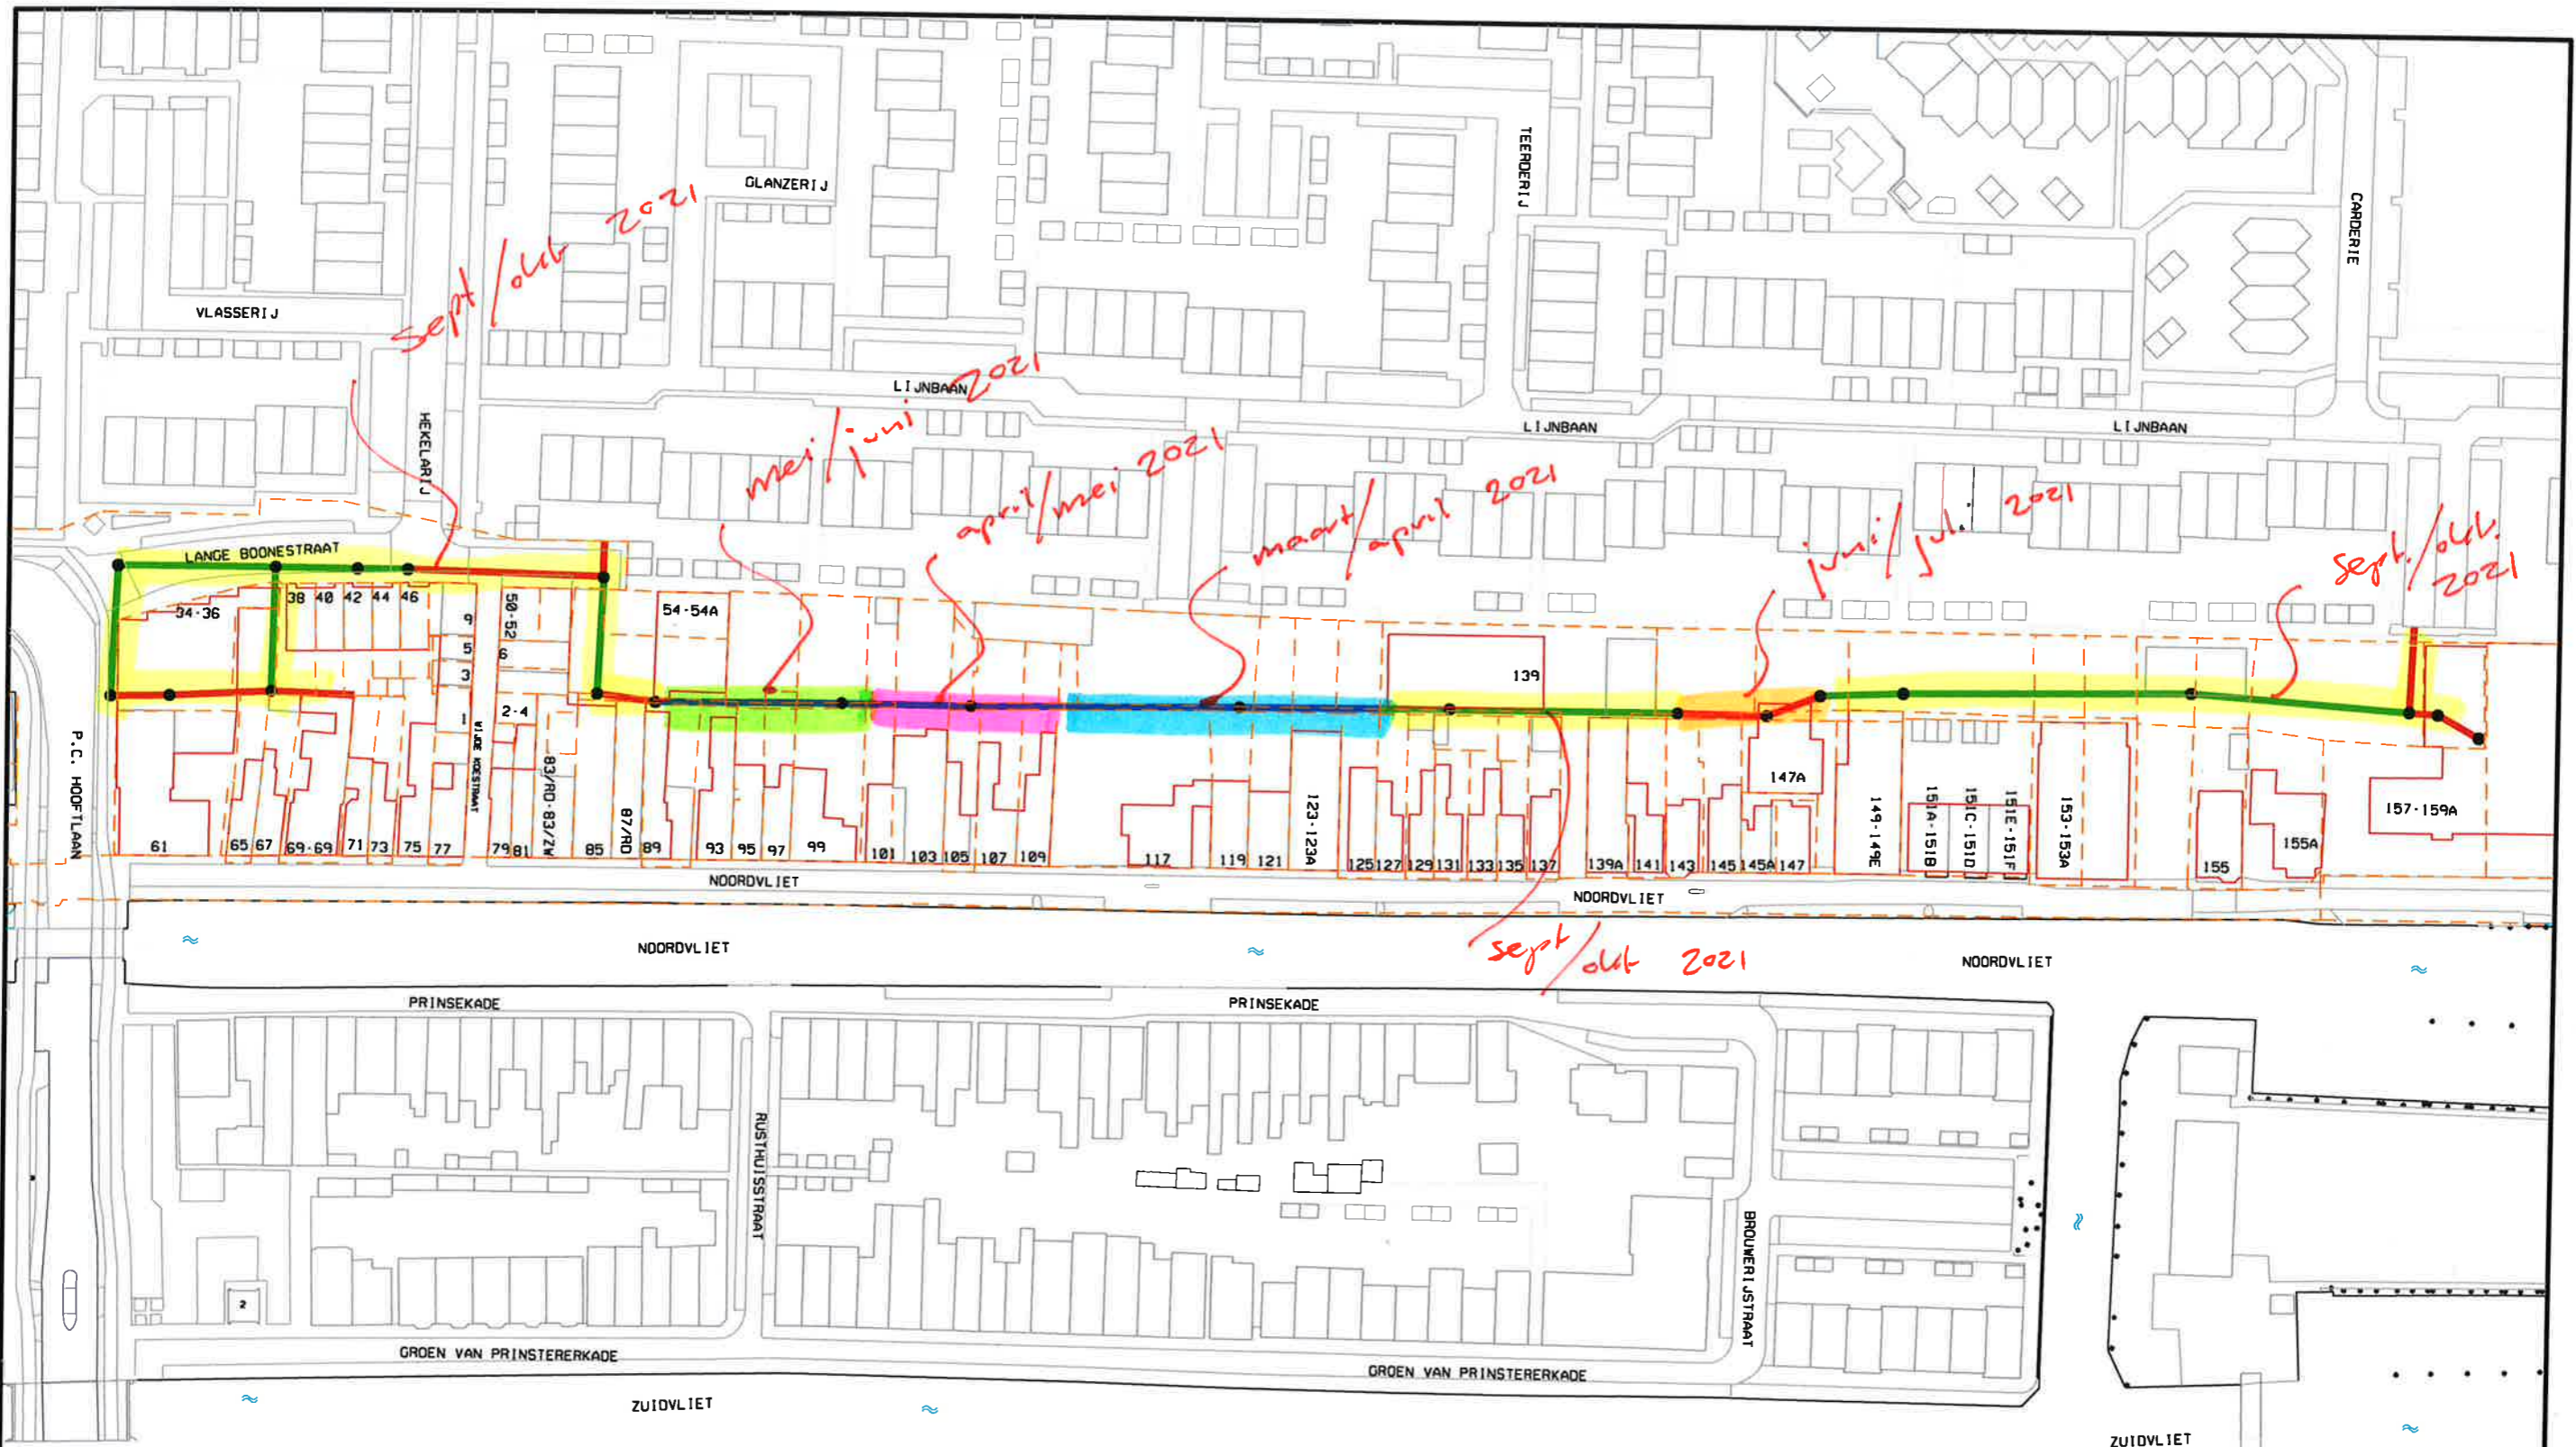 GLANZERIJ
TEERDERIJ
CARDERIE
VLASSERIJ
sept/okt 2021
LIJNBAAN
LIJNBAAN
LIJNBAAN
HEKELARIJ
mei/juni 2021
april/mei 2021
maart/april 2021
juni/jul. 2021
sept./okt. 2021
LANGE BOONESTRAAT
34-36
38 40 42 44 46
9
5
3
1
50-52
6
2-4
54-54A
139
P.C. HOOFTLAAN
WIJDE KOESTRAAT
83/RD-83/ZW
87/RD
123-123A
147A
149-149E
151A-151B
151C-151D
151E-151F
153-153A
157-159A
155A
61 65 67 69-69 71 73 75 77 79 81 85 89 93 95 97 99 101 103 105 107 109 117 119 121 125 127 129 131 133 135 137 139A 141 143 145 145A 147 155
NOORDVLIET
NOORDVLIET
NOORDVLIET
sept/okt 2021
NOORDVLIET
PRINSEKADE
PRINSEKADE
RUSTHUISSTRAAT
BROUWERIJSTRAAT
2
GROEN VAN PRINSTERERKADE
GROEN VAN PRINSTERERKADE
ZUIDVLIET
ZUIDVLIET